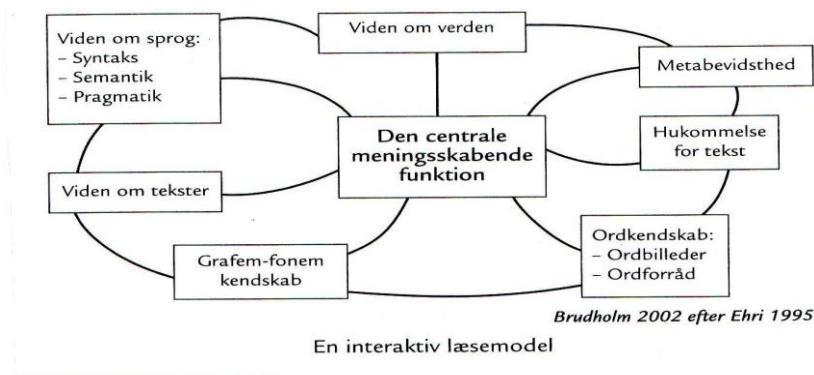 Viden om sprog:
– Syntaks
– Semantik
– Pragmatik
Viden om verden
Metabevidsthed
Den centrale
meningsskabende
funktion
Hukommelse
for tekst
Viden om tekster
Grafem-fonem
kendskab
Ordkendskab:
– Ordbilleder
– Ordforråd
Brudholm 2002 efter Ehri 1995
En interaktiv læsemodel